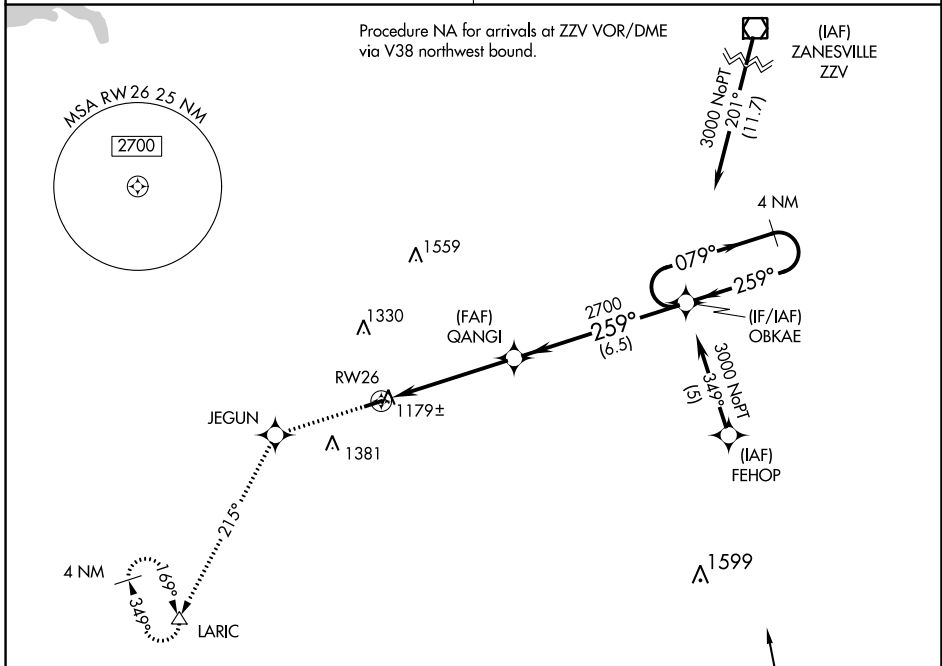 Procedure NA for arrivals at ZZV VOR/DME
via V38 northwest bound.
(IAF)
ZANESVILLE
ZZV
3000 NoPT
201°
(11.7)
MSA RW26 25 NM
2700
4 NM
079°
259°
1559
1330
(FAF)
QANGI
2700
259°
(6.5)
(IF/IAF)
OBKAE
RW26
1179±
3000 NoPT
349°
(5)
JEGUN
1381
(IAF)
FEHOP
215°
4 NM
169°
349°
LARIC
1599